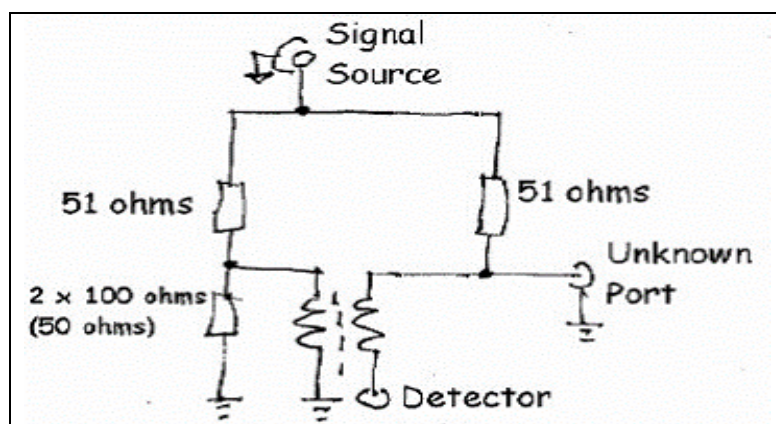 Signal
Source
51 ohms
51 ohms
Unknown
Port
2 x 100 ohms
(50 ohms)
Detector